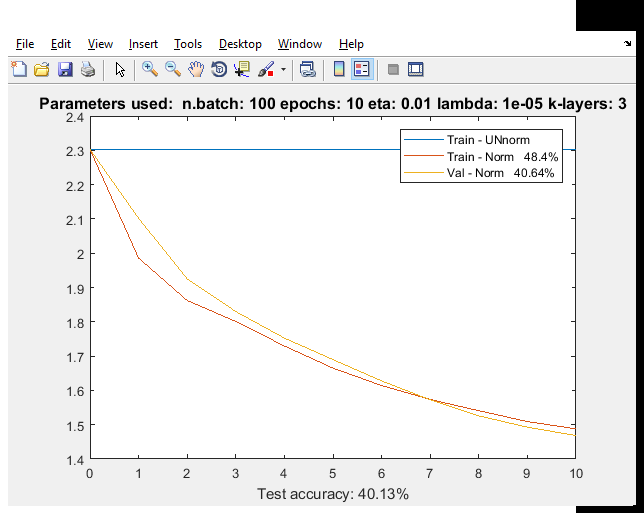 File Edit View Insert Tools Desktop Window Help
Parameters used: n.batch: 100 epochs: 10 eta: 0.01 lambda: 1e-05 k-layers: 3
Train - UNnorm
Train - Norm 48.4%
Val - Norm 40.64%
2.4
2.3
2.2
2.1
2
1.9
1.8
1.7
1.6
1.5
1.4
0 1 2 3 4 5 6 7 8 9 10
Test accuracy: 40.13%